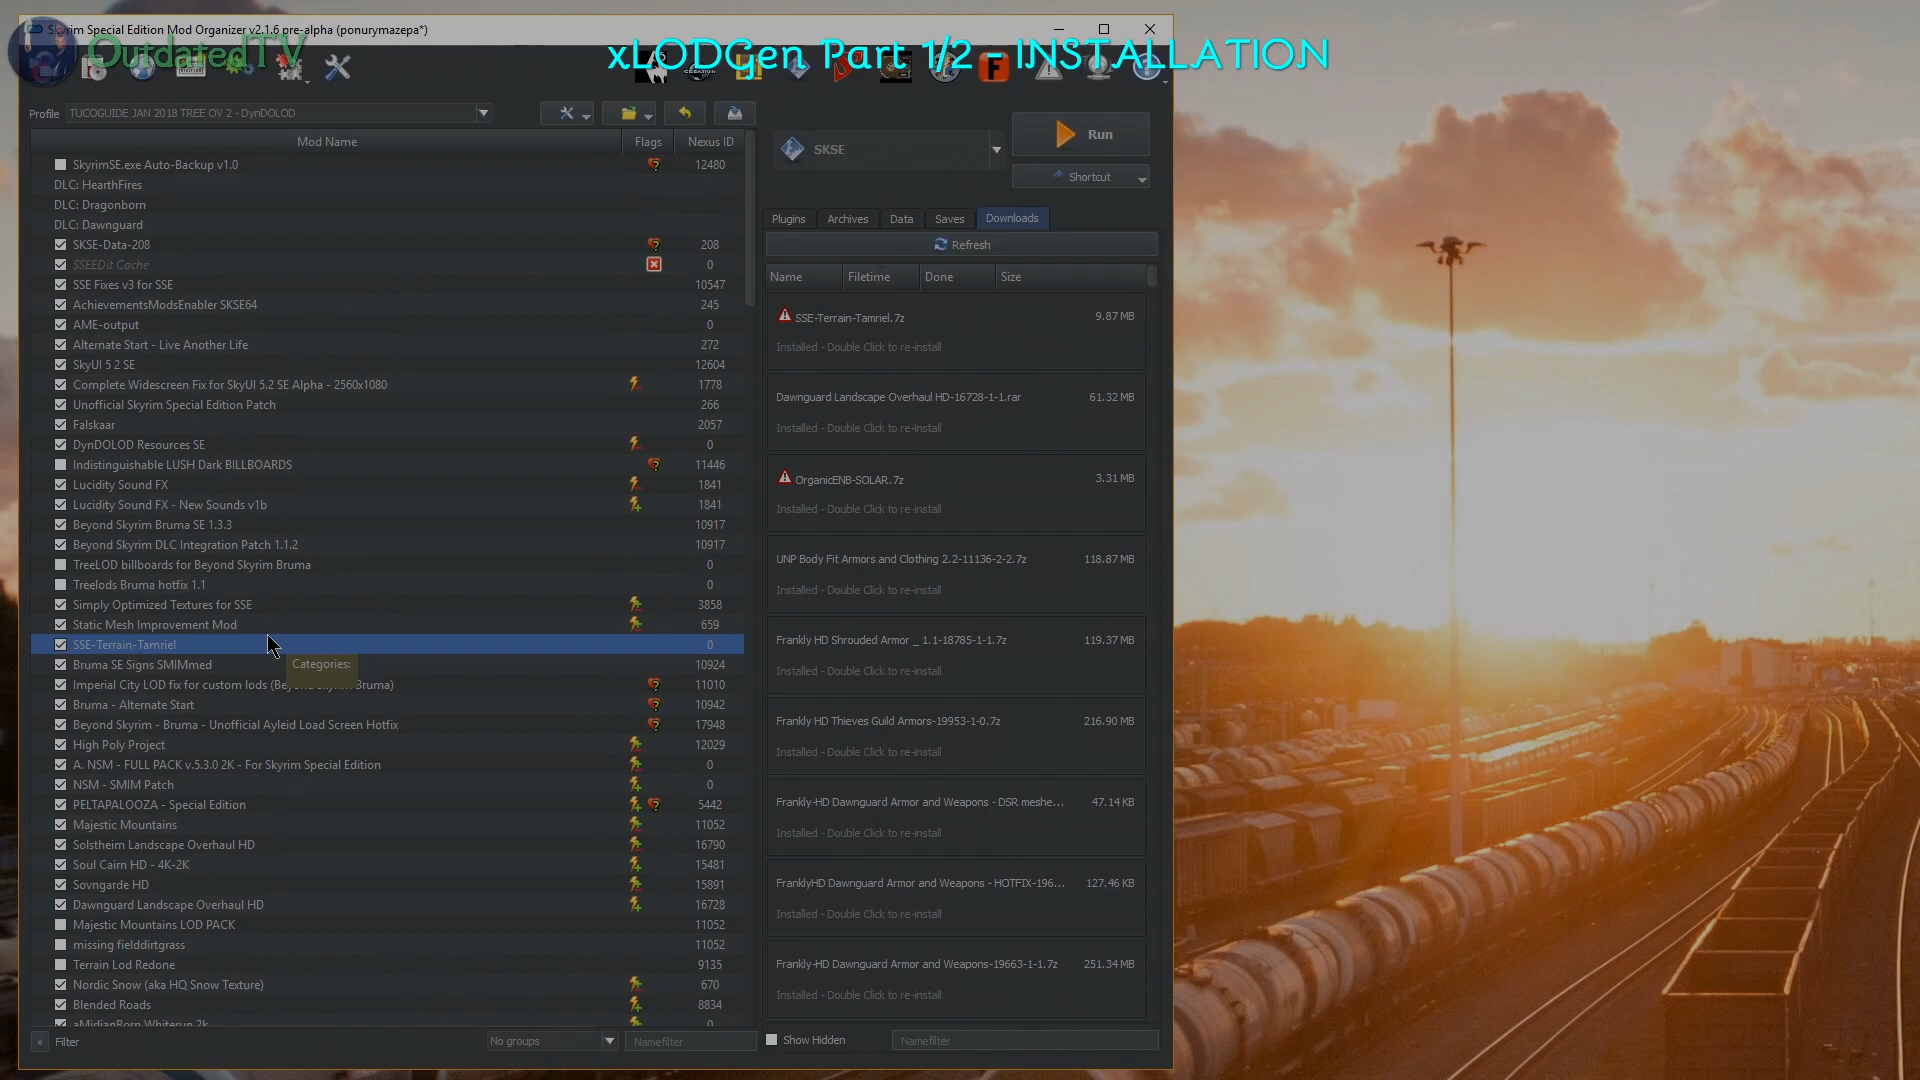 Skyrim Special Edition Mod Organizer v2.1.6 pre-alpha (ponurymazepa*)
OutdatedTV
xLODGen Part 1/2 - INSTALLATION
Profile
TUCOGUIDE JAN 2018 TREE OV 2 - DynDOLOD
Mod Name Flags Nexus ID
SkyrimSE.exe Auto-Backup v1.0 12480
DLC: HearthFires
DLC: Dragonborn
DLC: Dawnguard
SKSE-Data-208 208
SSEEDit Cache 0
SSE Fixes v3 for SSE 10547
AchievementsModsEnabler SKSE64 245
AME-output 0
Alternate Start - Live Another Life 272
SkyUI 5 2 SE 12604
Complete Widescreen Fix for SkyUI 5.2 SE Alpha - 2560x1080 1778
Unofficial Skyrim Special Edition Patch 266
Falskaar 2057
DynDOLOD Resources SE 0
Indistinguishable LUSH Dark BILLBOARDS 11446
Lucidity Sound FX 1841
Lucidity Sound FX - New Sounds v1b 1841
Beyond Skyrim Bruma SE 1.3.3 10917
Beyond Skyrim DLC Integration Patch 1.1.2 10917
TreeLOD billboards for Beyond Skyrim Bruma 0
Treelods Bruma hotfix 1.1 0
Simply Optimized Textures for SSE 3858
Static Mesh Improvement Mod 659
SSE-Terrain-Tamriel 0
Bruma SE Signs SMIMmed 10924
Categories:
Imperial City LOD fix for custom lods (Beyond Skyrim Bruma) 11010
Bruma - Alternate Start 10942
Beyond Skyrim - Bruma - Unofficial Ayleid Load Screen Hotfix 17948
High Poly Project 12029
A. NSM - FULL PACK v.5.3.0 2K - For Skyrim Special Edition 0
NSM - SMIM Patch 0
PELTAPALOOZA - Special Edition 5442
Majestic Mountains 11052
Solstheim Landscape Overhaul HD 16790
Soul Cairn HD - 4K-2K 15481
Sovngarde HD 15891
Dawnguard Landscape Overhaul HD 16728
Majestic Mountains LOD PACK 11052
missing fielddirtgrass 11052
Terrain Lod Redone 9135
Nordic Snow (aka HQ Snow Texture) 670
Blended Roads 8834
aMidianBorn Whiterun 2k 0
Filter
No groups
Namefilter
SKSE
Run
Shortcut
Plugins Archives Data Saves Downloads
Refresh
Name Filetime Done Size
SSE-Terrain-Tamriel.7z 9.87 MB
Installed - Double Click to re-install
Dawnguard Landscape Overhaul HD-16728-1-1.rar 61.32 MB
Installed - Double Click to re-install
OrganicENB-SOLAR.7z 3.31 MB
Installed - Double Click to re-install
UNP Body Fit Armors and Clothing 2.2-11136-2-2.7z 118.87 MB
Installed - Double Click to re-install
Frankly HD Shrouded Armor _ 1.1-18785-1-1.7z 119.37 MB
Installed - Double Click to re-install
Frankly HD Thieves Guild Armors-19953-1-0.7z 216.90 MB
Installed - Double Click to re-install
Frankly-HD Dawnguard Armor and Weapons - DSR meshe... 47.14 KB
Installed - Double Click to re-install
FranklyHD Dawnguard Armor and Weapons - HOTFIX-196... 127.46 KB
Installed - Double Click to re-install
Frankly-HD Dawnguard Armor and Weapons-19663-1-1.7z 251.34 MB
Installed - Double Click to re-install
Show Hidden
Namefilter